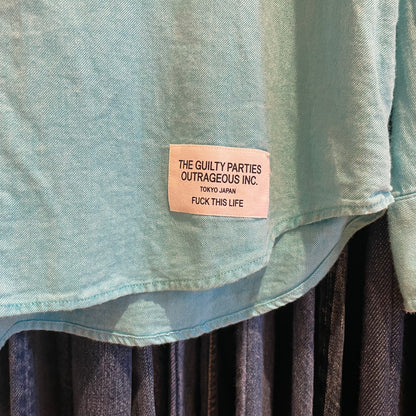 THE GUILTY PARTIES
OUTRAGEOUS INC.
TOKYO JAPAN
FUCK THIS LIFE